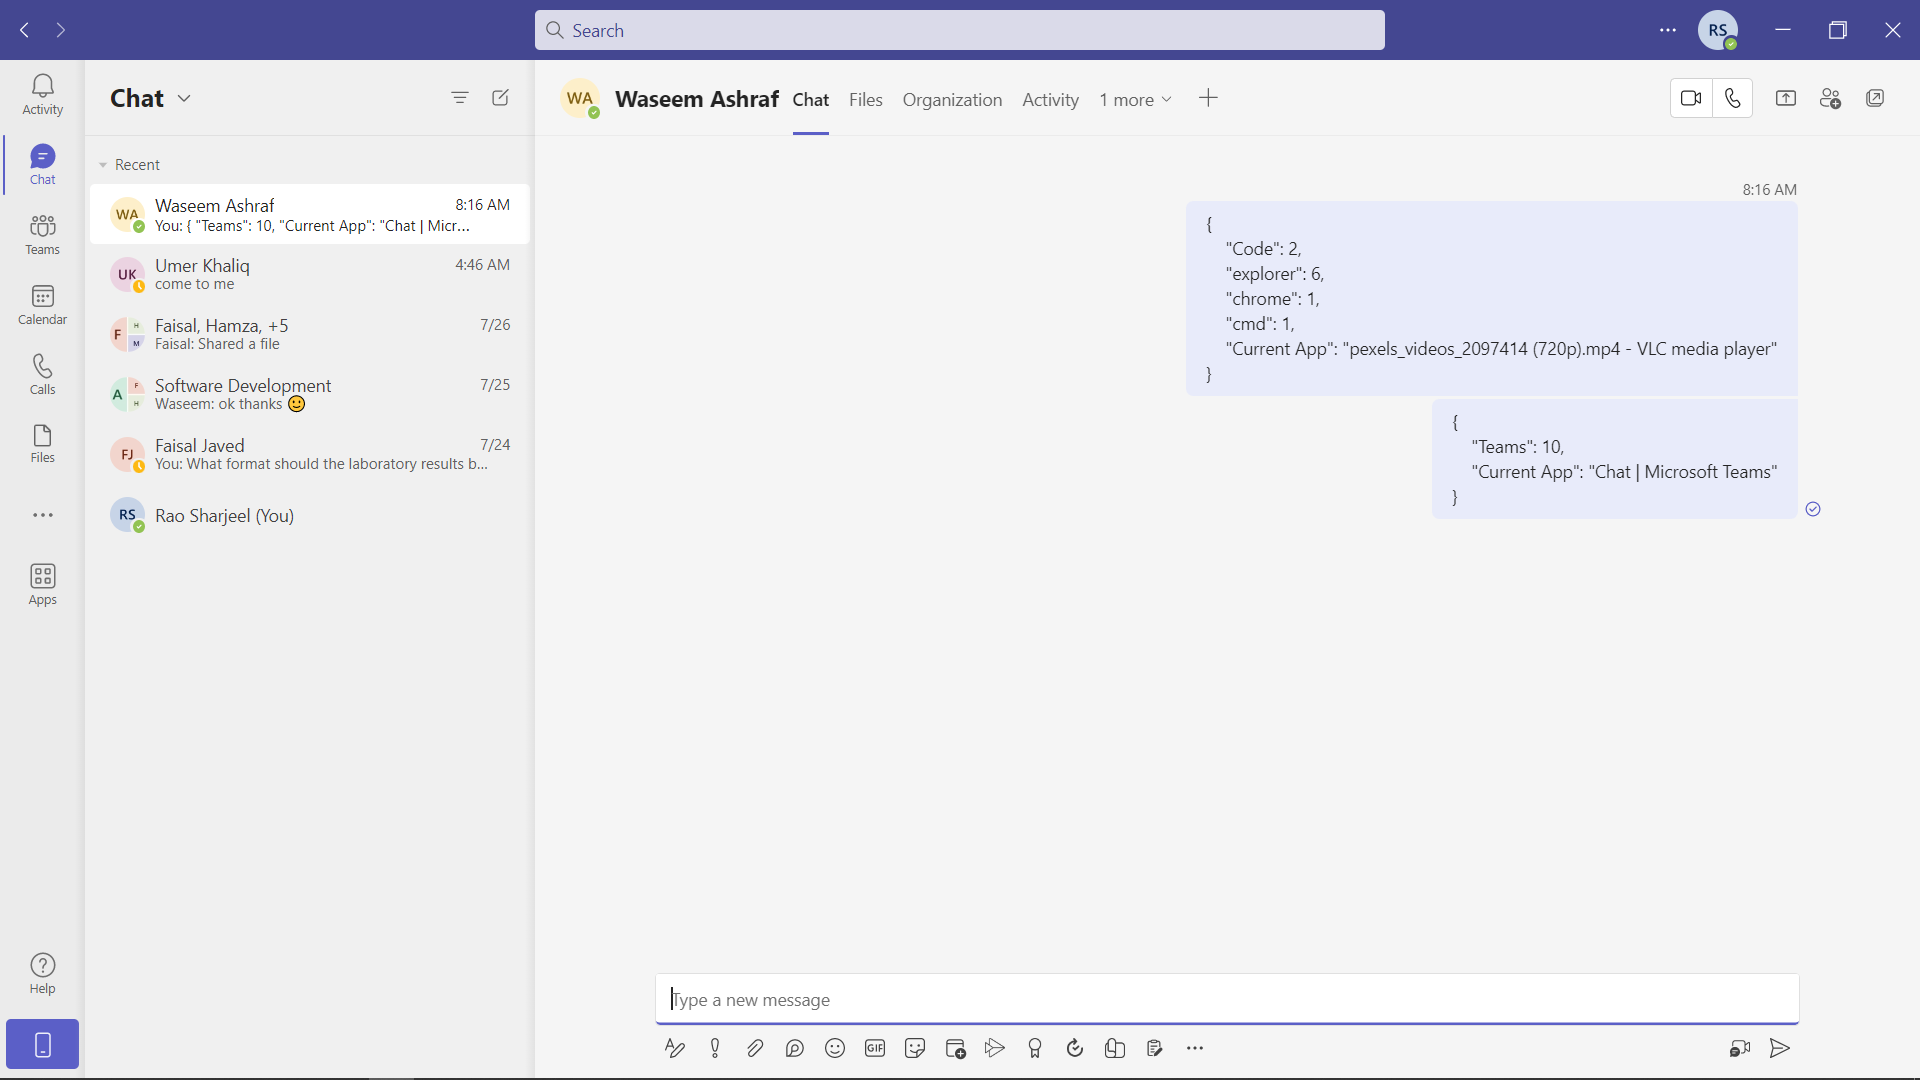 Search
RS
Activity
Chat
Teams
Calendar
Calls
Files
Apps
Help
Chat
Recent
WA
Waseem Ashraf
8:16 AM
You: { "Teams": 10, "Current App": "Chat | Micr...
UK
Umer Khaliq
4:46 AM
come to me
F
H
M
Faisal, Hamza, +5
7/26
Faisal: Shared a file
A
F
H
Software Development
7/25
Waseem: ok thanks 🙂
FJ
Faisal Javed
7/24
You: What format should the laboratory results b...
RS
Rao Sharjeel (You)
WA
Waseem Ashraf
Chat Files Organization Activity 1 more
8:16 AM
{
"Code": 2,
"explorer": 6,
"chrome": 1,
"cmd": 1,
"Current App": "pexels_videos_2097414 (720p).mp4 - VLC media player"
}
{
"Teams": 10,
"Current App": "Chat | Microsoft Teams"
}
Type a new message
GIF